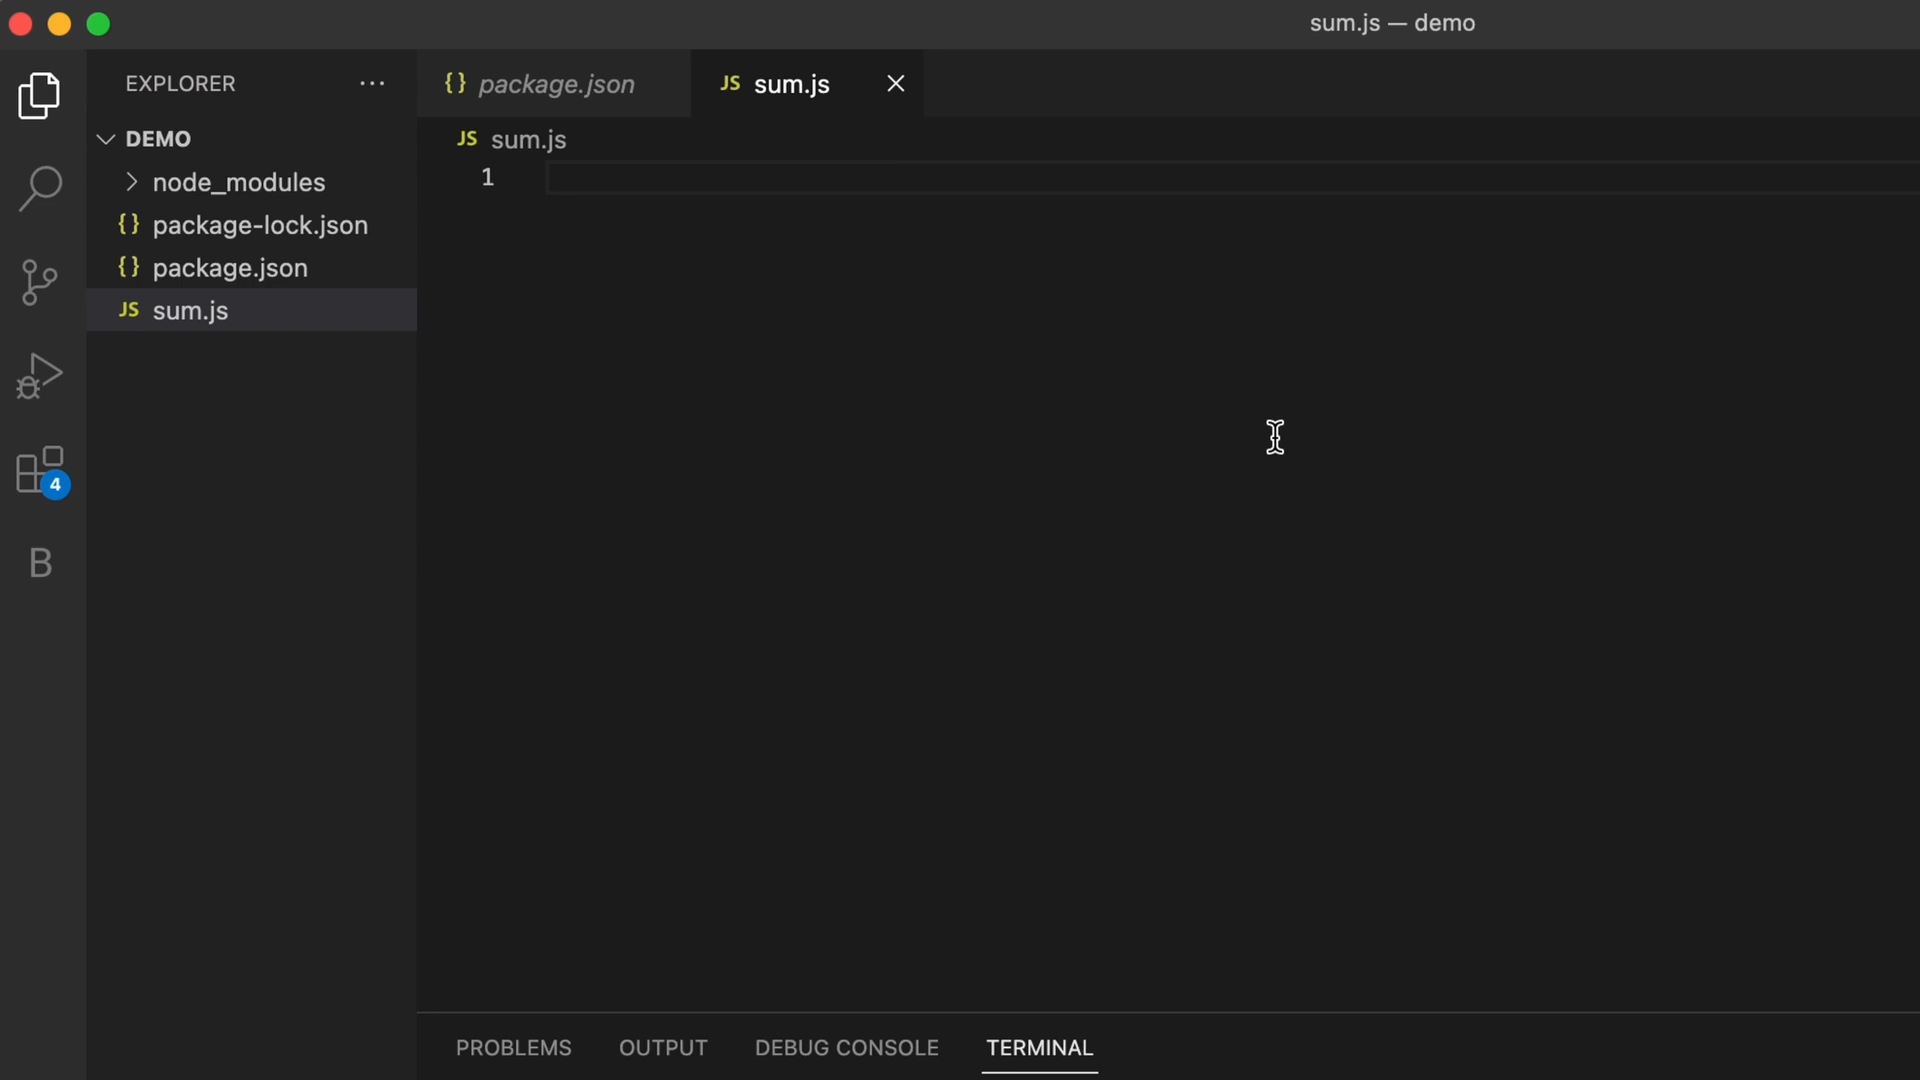 sum.js — demo
EXPLORER ...
{} package.json
JS sum.js
DEMO
JS sum.js
node_modules
1
{} package-lock.json
{} package.json
JS sum.js
4
B
PROBLEMS OUTPUT DEBUG CONSOLE TERMINAL